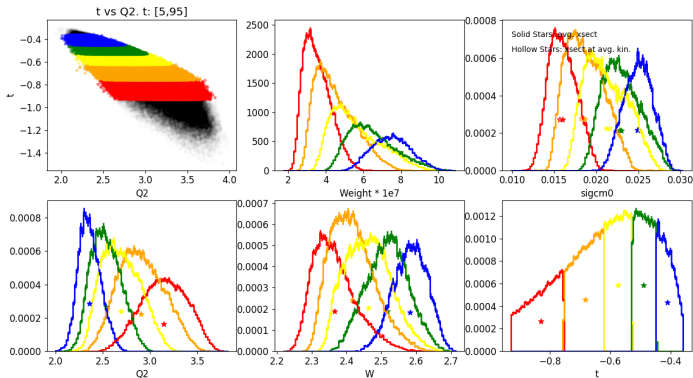 t vs Q2. t: [5,95]
−0.4
−0.6
−0.8
−1.0
−1.2
−1.4
t
2.0 2.5 3.0 3.5 4.0
Q2
2500
2000
1500
1000
500
0
2 4 6 8 10
Weight * 1e7
0.0008
0.0006
0.0004
0.0002
0.0000
Solid Stars: avg. xsect
Hollow Stars: xsect at avg. kin.
0.010 0.015 0.020 0.025 0.030
sigcm0
0.0008
0.0006
0.0004
0.0002
0.0000
2.0 2.5 3.0 3.5
Q2
0.0007
0.0006
0.0005
0.0004
0.0003
0.0002
0.0001
0.0000
2.2 2.3 2.4 2.5 2.6 2.7
W
0.0012
0.0010
0.0008
0.0006
0.0004
0.0002
0.0000
−0.8 −0.6 −0.4
t